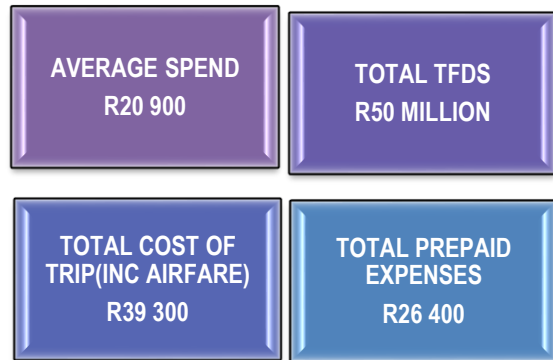 AVERAGE SPEND
R20 900
TOTAL TFDS
R50 MILLION
TOTAL COST OF
TRIP(INC AIRFARE)
R39 300
TOTAL PREPAID
EXPENSES
R26 400